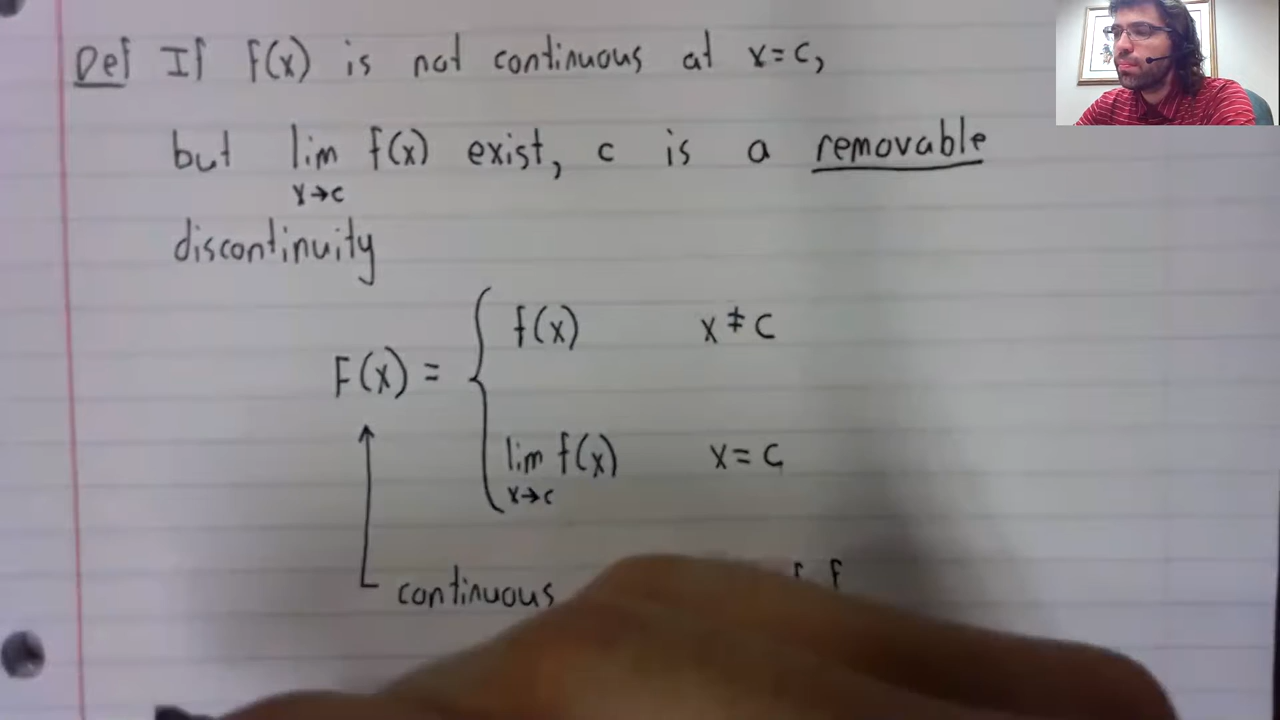 Def If f(x) is not continuous at x=c,
but lim f(x) exist, c is a removable
x→c
discontinuity
F(x) = { f(x) x≠c
lim f(x) x=c
x→c
continuous